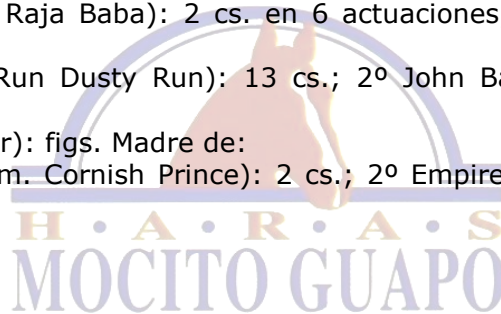 Raja Baba): 2 cs. en 6 actuaciones
Run Dusty Run): 13 cs.; 2º John Ba
r): figs. Madre de:
m. Cornish Prince): 2 cs.; 2º Empire
H • A • R • A • S
MOCITO GUAPO